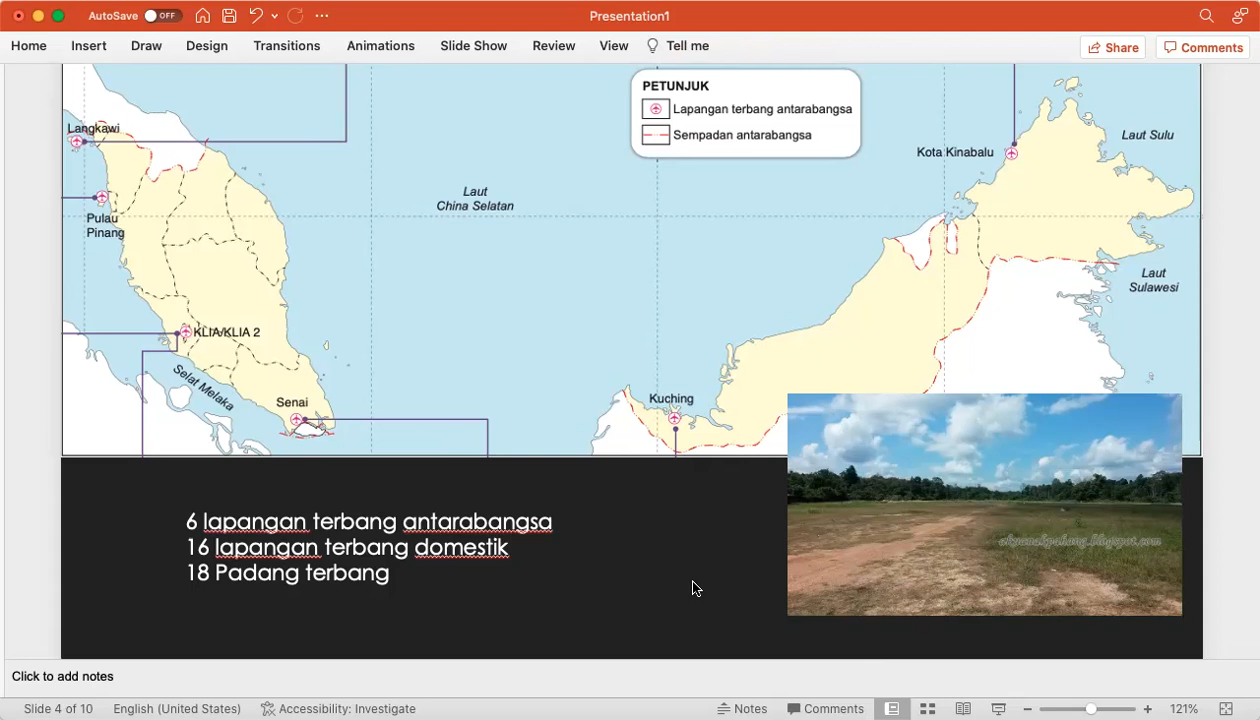 AutoSave OFF
Presentation1
Home Insert Draw Design Transitions Animations Slide Show Review View Tell me Share Comments
PETUNJUK
Lapangan terbang antarabangsa
Sempadan antarabangsa
Langkawi
Pulau
Pinang
KLIA/KLIA 2
Selat Melaka
Senai
Laut
China Selatan
Kuching
Kota Kinabalu
Laut Sulu
Laut
Sulawesi
6 lapangan terbang antarabangsa
16 lapangan terbang domestik
18 Padang terbang
Click to add notes
Slide 4 of 10 English (United States) Accessibility: Investigate Notes Comments 121%